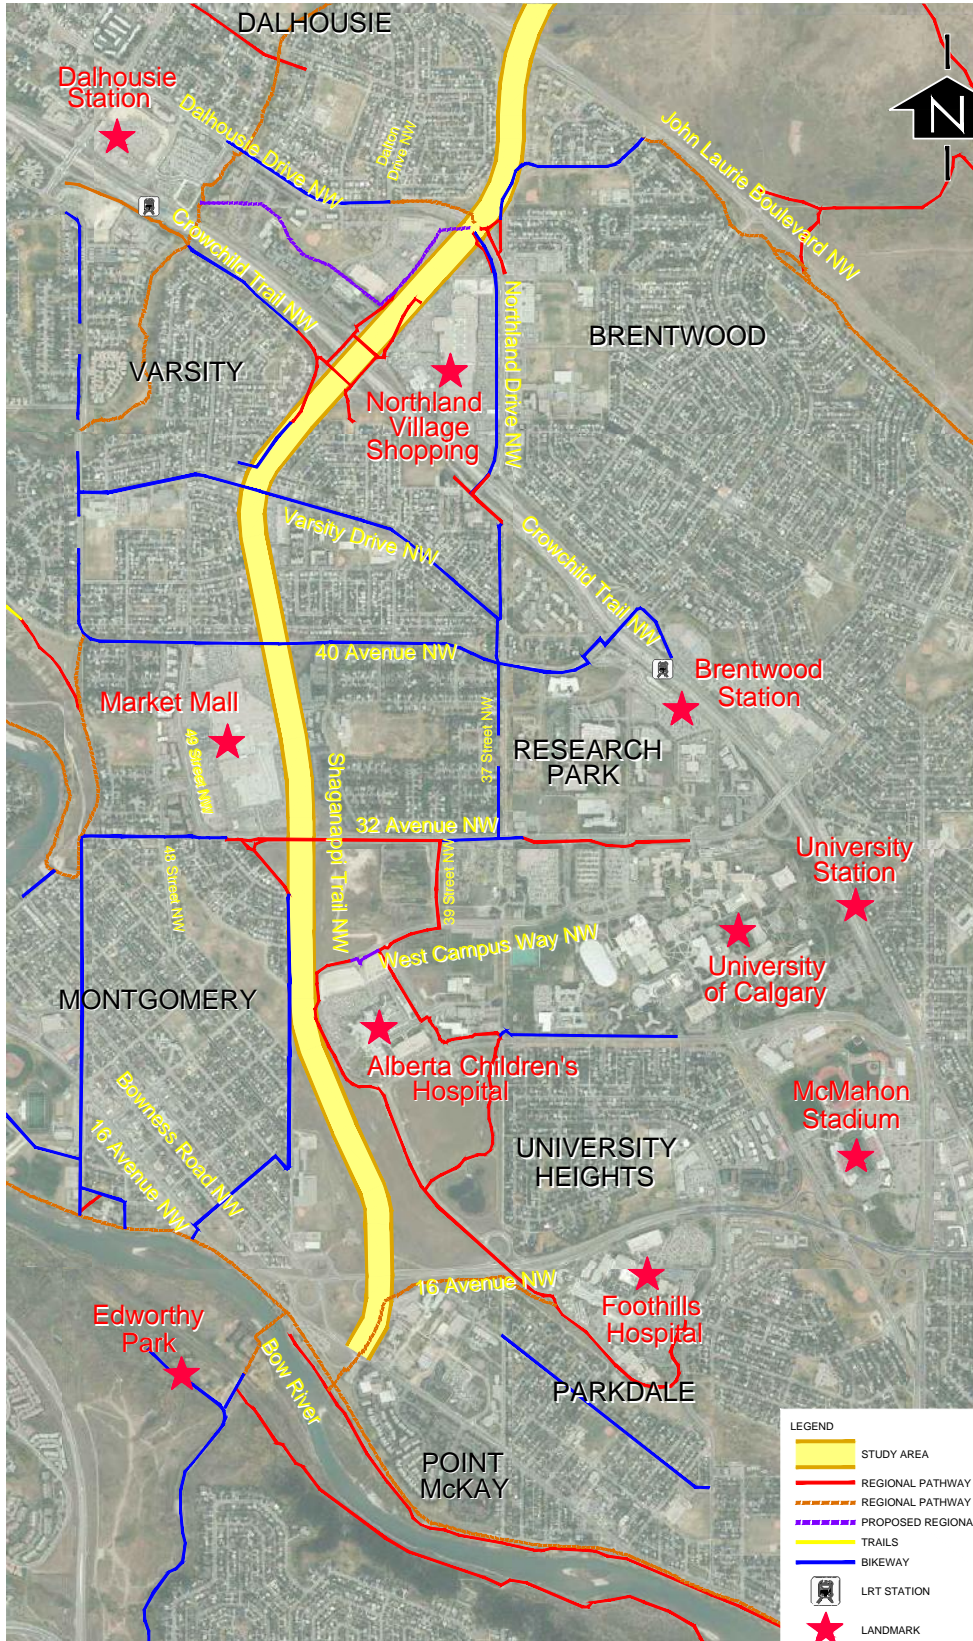 DALHOUSIE
Dalhousie
Station
N
Dalhousie Drive NW
Dalton
Drive NW
John Laurie Boulevard NW
Crowchild Trail NW
Northland Drive NW
BRENTWOOD
VARSITY
Northland
Village
Shopping
Varsity Drive NW
Crowchild Trail NW
40 Avenue NW
Brentwood
Station
Market Mall
49 Street NW
37 Street NW
RESEARCH
PARK
Shaganappi Trail NW
32 Avenue NW
University
Station
48 Street NW
39 Street NW
West Campus Way NW
University
of Calgary
MONTGOMERY
Alberta Children's
Hospital
Bowness Road NW
16 Avenue NW
McMahon
Stadium
UNIVERSITY
HEIGHTS
16 Avenue NW
Foothills
Hospital
Edworthy
Park
Bow River
PARKDALE
POINT
McKAY
LEGEND
STUDY AREA
REGIONAL PATHWAY
REGIONAL PATHWAY
PROPOSED REGIONA
TRAILS
BIKEWAY
LRT STATION
LANDMARK